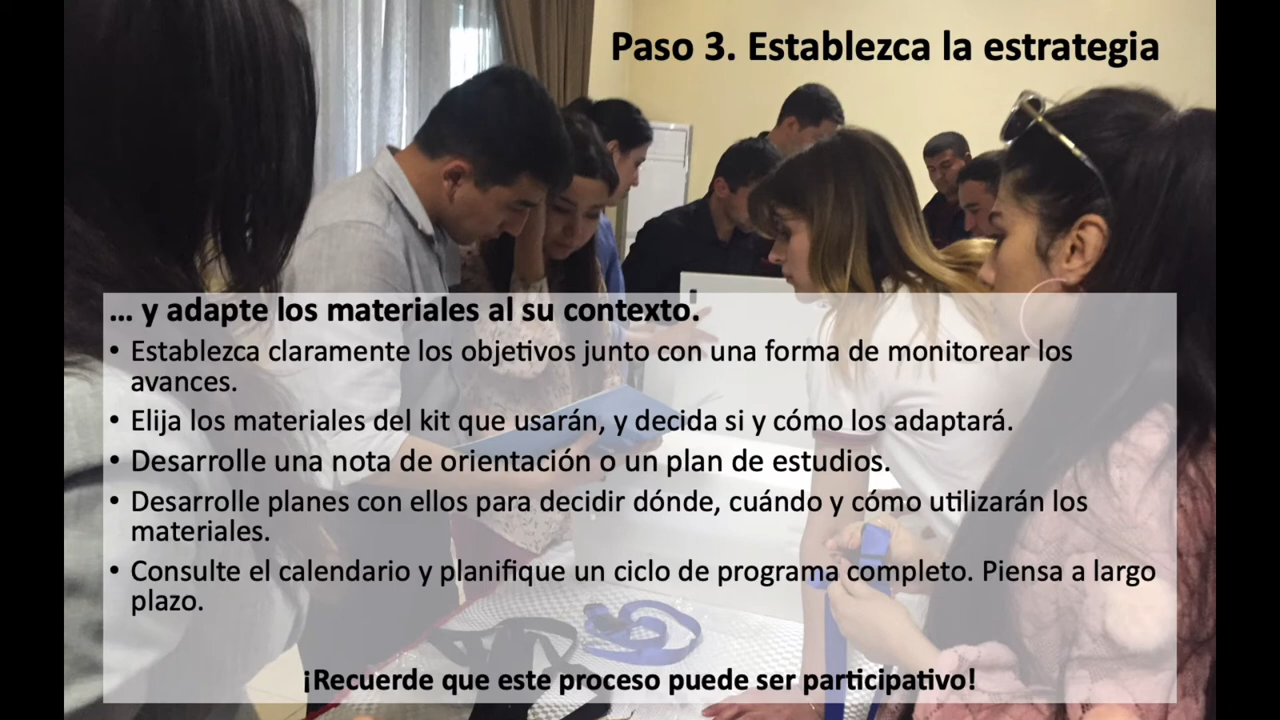 Paso 3. Establezca la estrategia
... y adapte los materiales al su contexto.
• Establezca claramente los objetivos junto con una forma de monitorear los
avances.
• Elija los materiales del kit que usarán, y decida si y cómo los adaptará.
• Desarrolle una nota de orientación o un plan de estudios.
• Desarrolle planes con ellos para decidir dónde, cuándo y cómo utilizarán los
materiales.
• Consulte el calendario y planifique un ciclo de programa completo. Piensa a largo
plazo.
¡Recuerde que este proceso puede ser participativo!